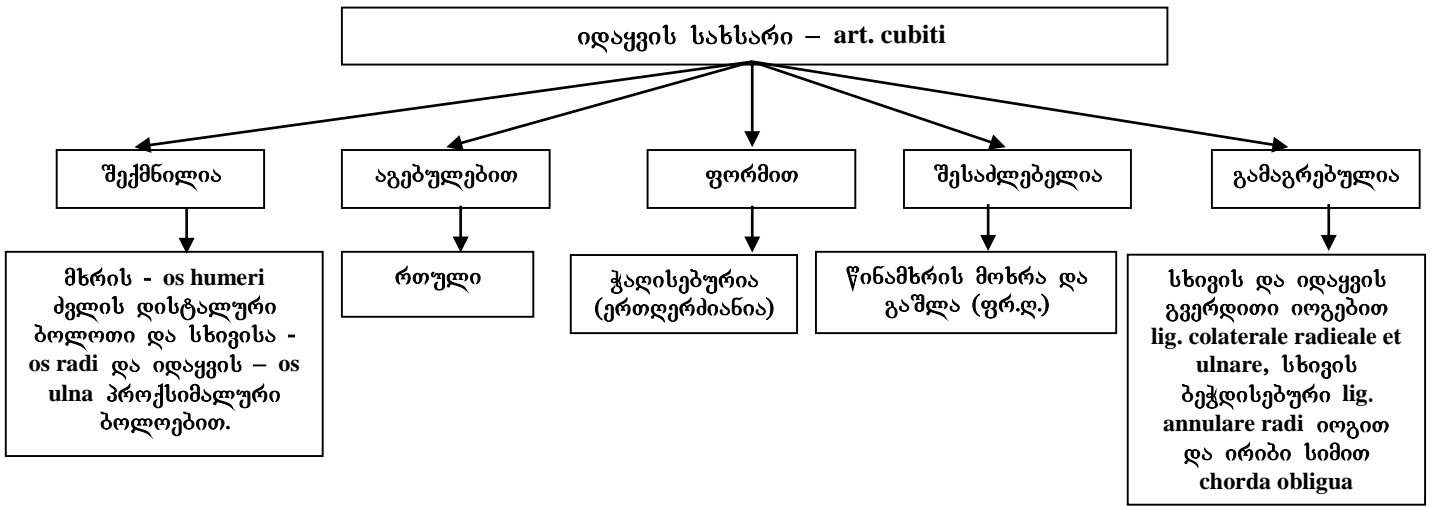 იდაყვის სახსარი – art. cubiti
შექმნილია
აგებულებით
ფორმით
შესაძლებელია
გამაგრებულია
მხრის - os humeri
ძვლის დისტალური
ბოლოთი და სხივისა -
os radi და იდაყვის – os
ulna პროქსიმალური
ბოლოებით.
რთული
ჭაღისებურია
(ერთღერძიანია)
წინამხრის მოხრა და
გაშლა (ფრ.ღ.)
სხივის და იდაყვის
გვერდითი იოგებით
lig. colaterale radieale et
ulnare, სხივის
ბეჭდისებური lig.
annulare radi იოგით
და ირიბი სიმით
chorda obligua